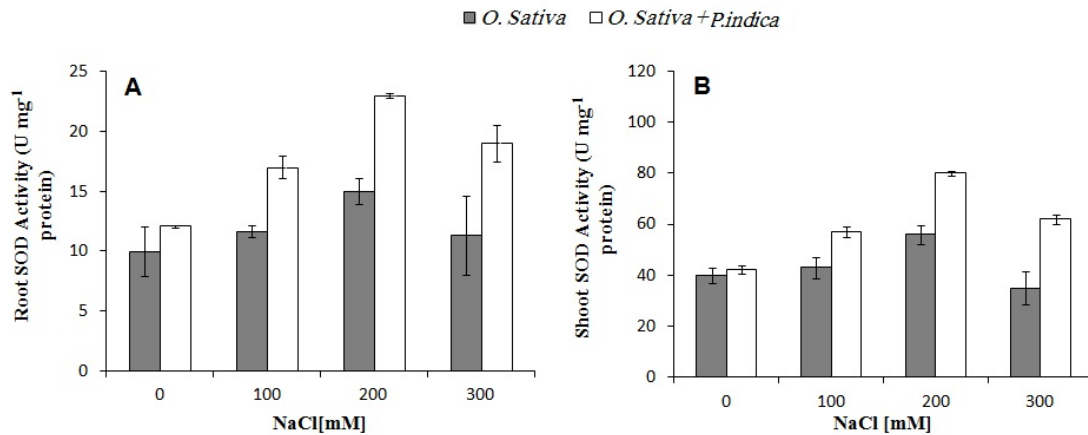 O. Sativa O. Sativa + P.indica
A
Root SOD Activity (U mg-1
protein)
25
20
15
10
5
0
0 100 200 300
NaCl[mM]
B
Shoot SOD Activity (U mg-1
protein)
120
100
80
60
40
20
0
0 100 200 300
NaCl [mM]